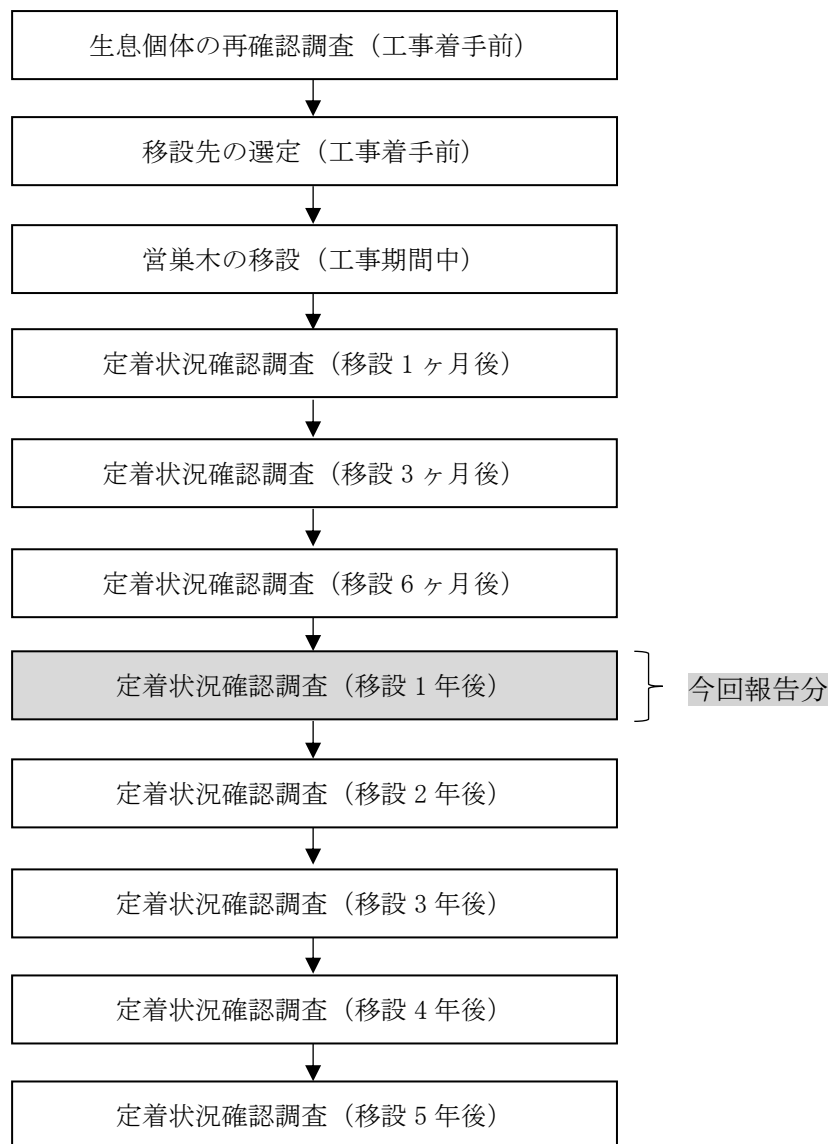 生息個体の再確認調査（工事着手前）
移設先の選定（工事着手前）
営巣木の移設（工事期間中）
定着状況確認調査（移設 1 ヶ月後）
定着状況確認調査（移設 3 ヶ月後）
定着状況確認調査（移設 6 ヶ月後）
定着状況確認調査（移設 1 年後）
今回報告分
定着状況確認調査（移設 2 年後）
定着状況確認調査（移設 3 年後）
定着状況確認調査（移設 4 年後）
定着状況確認調査（移設 5 年後）